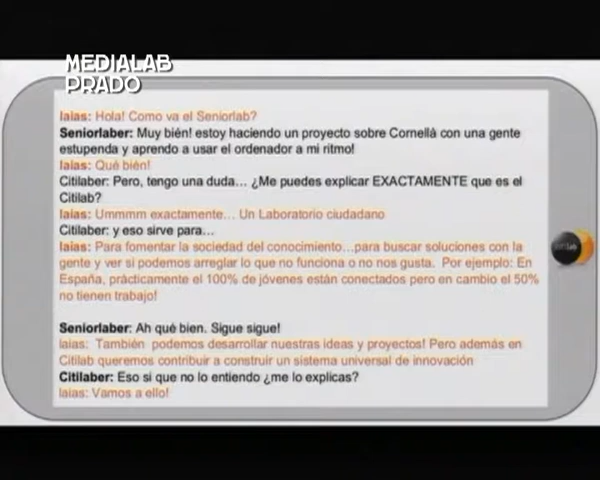 MEDIALAB
PRADO
Iaias: Hola! Como va el Seniorlab?
Seniorlaber: Muy bién! estoy haciendo un proyecto sobre Cornellà con una gente
estupenda y aprendo a usar el ordenador a mi ritmo!
Iaias: Qué bién!
Citilaber: Pero, tengo una duda... ¿Me puedes explicar EXACTAMENTE que es el
Citilab?
Iaias: Ummmm exactamente... Un Laboratorio ciudadano
Citilaber: y eso sirve para...
Iaias: Para fomentar la sociedad del conocimiento...para buscar soluciones con la
gente y ver si podemos arreglar lo que no funciona o no nos gusta. Por ejemplo: En
España, prácticamente el 100% de jóvenes están conectados pero en cambio el 50%
no tienen trabajo!
Seniorlaber: Ah qué bien. Sigue sigue!
Iaias: También podemos desarrollar nuestras ideas y proyectos! Pero además en
Citilab queremos contribuir a construir un sistema universal de innovación
Citilaber: Eso si que no lo entiendo ¿me lo explicas?
Iaias: Vamos a ello!